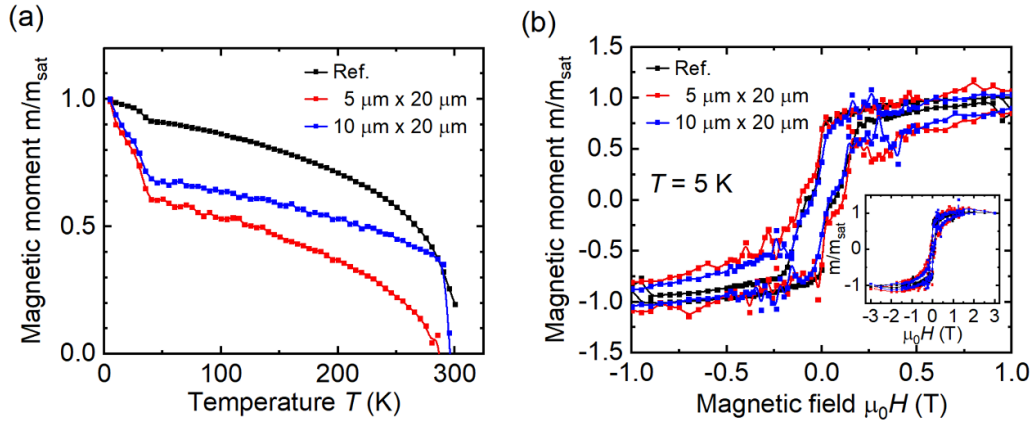 (a)
Magnetic moment m/m_sat
1.0
0.5
0.0
0
100
200
300
Temperature T (K)
Ref.
5 μm x 20 μm
10 μm x 20 μm
(b)
Magnetic moment m/m_sat
1.5
1.0
0.5
0.0
-0.5
-1.0
-1.5
-1.0
-0.5
0.0
0.5
1.0
Magnetic field μ₀H (T)
Ref.
5 μm x 20 μm
10 μm x 20 μm
T = 5 K
m/m_sat
1
0
-1
-3 -2 -1 0 1 2 3
μ₀H (T)